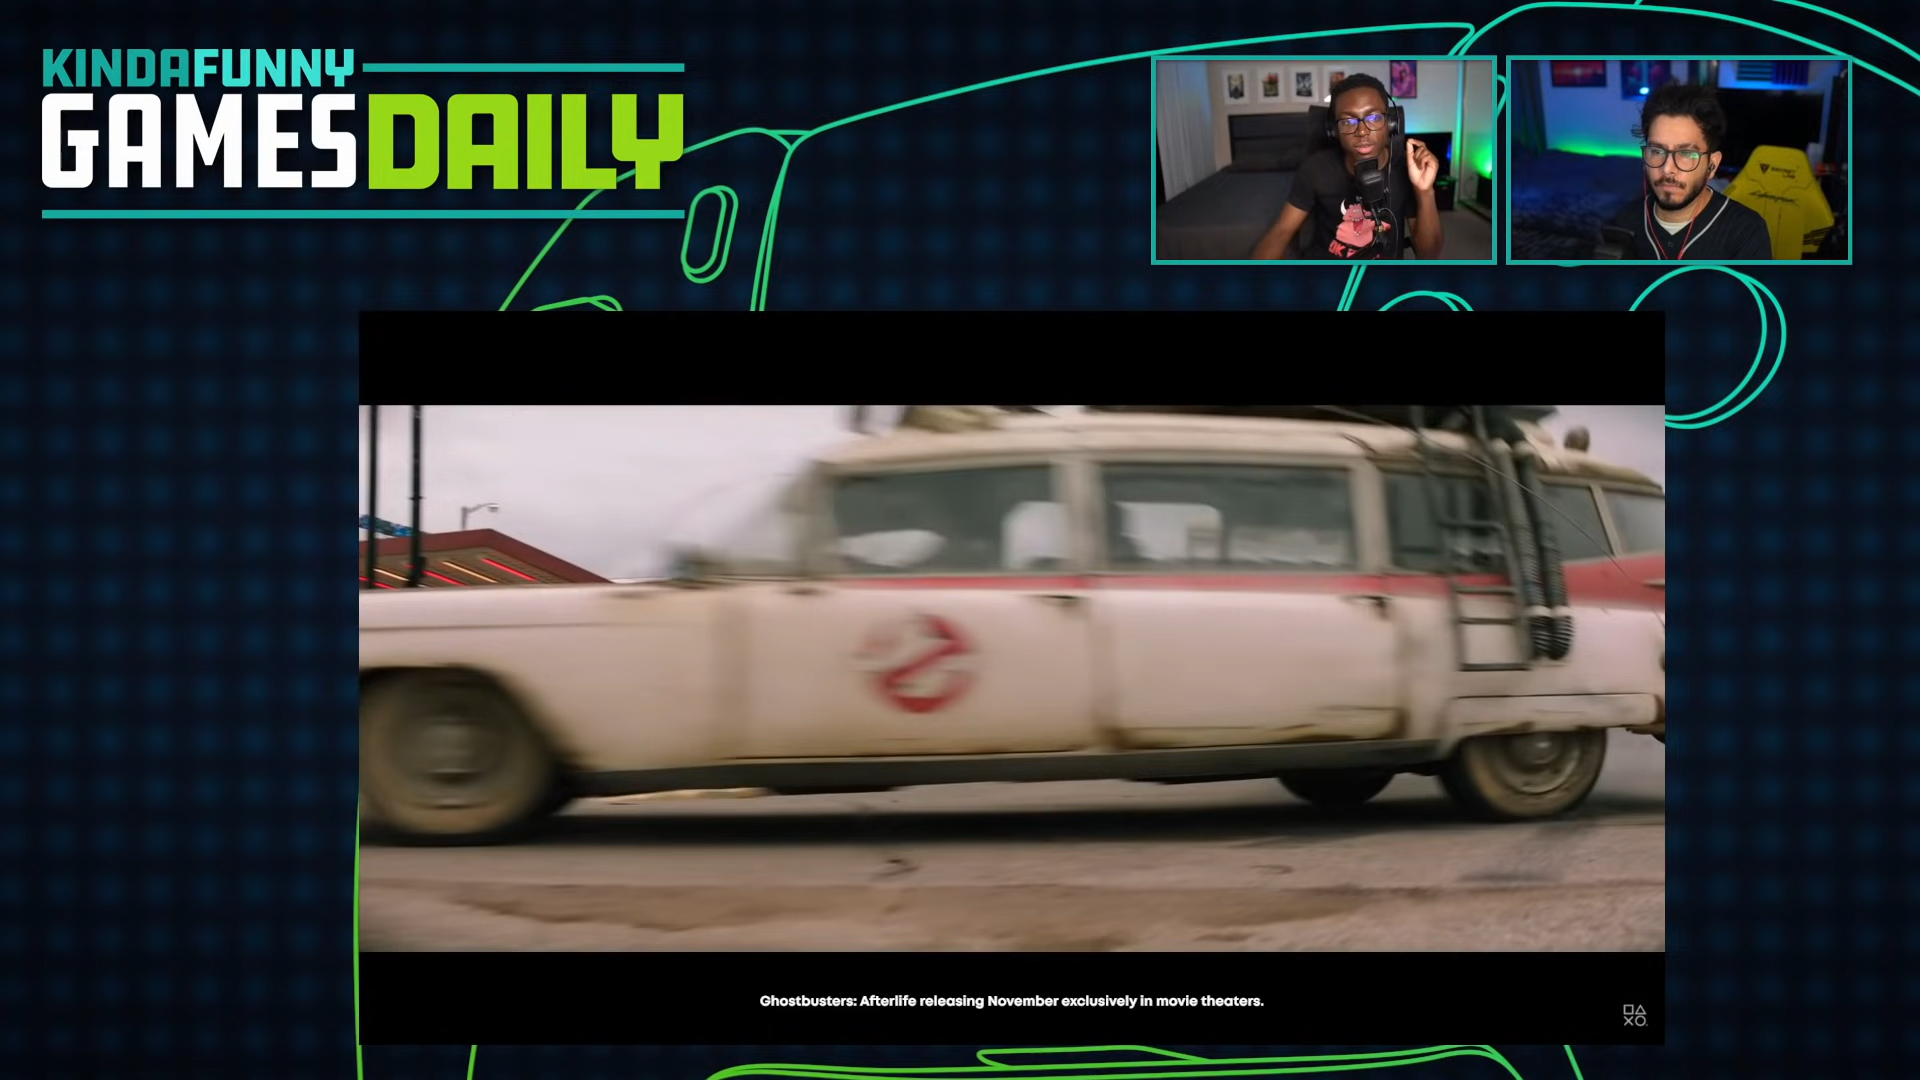 KINDAFUNNY
GAMESDAILY
Ghostbusters: Afterlife releasing November exclusively in movie theaters.